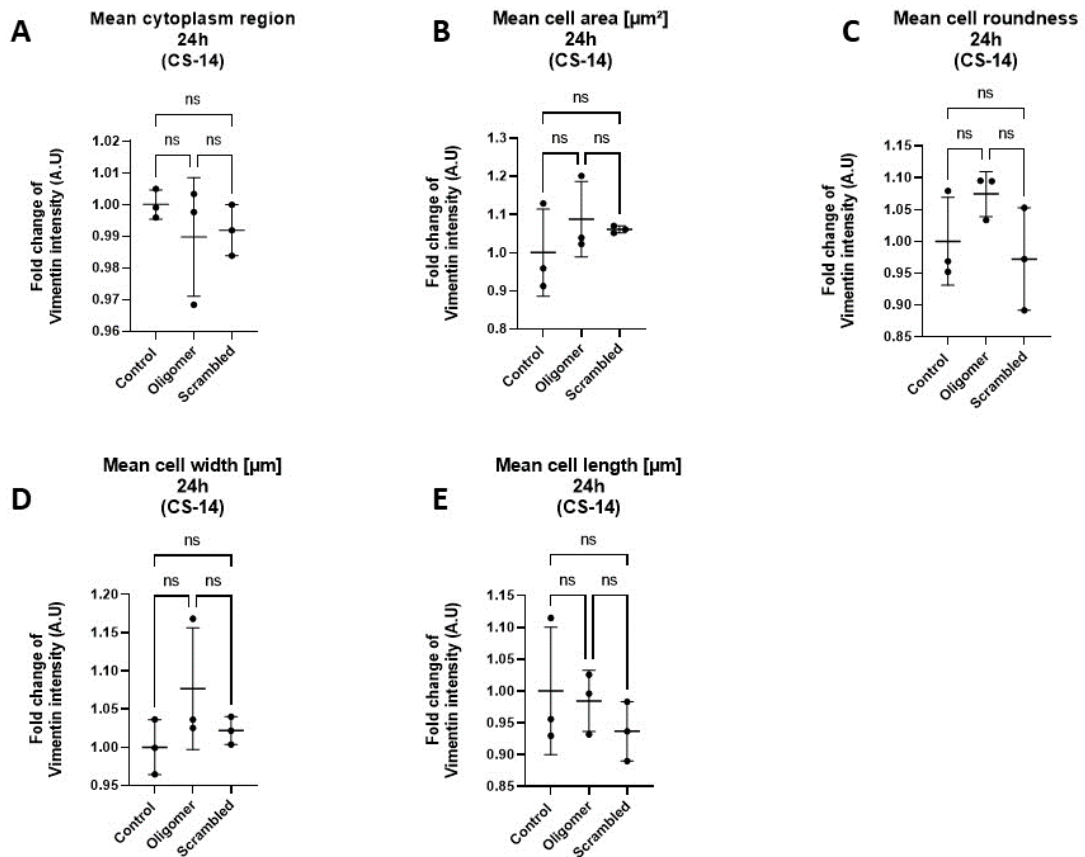 A
Mean cytoplasm region
24h
(CS-14)
ns
ns
ns
Fold change of
Vimentin intensity (A.U)
1.02
1.01
1.00
0.99
0.98
0.97
0.96
Control
Oligomer
Scrambled
B
Mean cell area [µm²]
24h
(CS-14)
ns
ns
ns
Fold change of
Vimentin intensity (A.U)
1.3
1.2
1.1
1.0
0.9
0.8
Control
Oligomer
Scrambled
C
Mean cell roundness
24h
(CS-14)
ns
ns
ns
Fold change of
Vimentin intensity (A.U)
1.15
1.10
1.05
1.00
0.95
0.90
0.85
Control
Oligomer
Scrambled
D
Mean cell width [µm]
24h
(CS-14)
ns
ns
ns
Fold change of
Vimentin intensity (A.U)
1.20
1.15
1.10
1.05
1.00
0.95
Control
Oligomer
Scrambled
E
Mean cell length [µm]
24h
(CS-14)
ns
ns
ns
Fold change of
Vimentin intensity (A.U)
1.15
1.10
1.05
1.00
0.95
0.90
0.85
Control
Oligomer
Scrambled